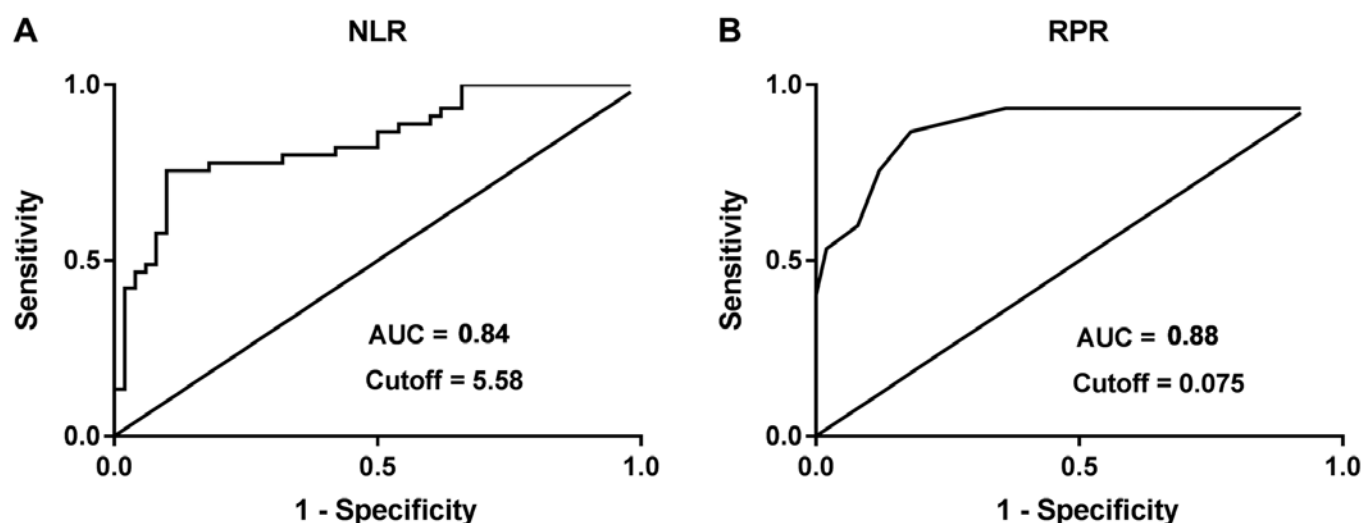 A
NLR
1.0
0.5
0.0
Sensitivity
AUC = 0.84
Cutoff = 5.58
0.0
0.5
1.0
1 - Specificity
B
RPR
1.0
0.5
0.0
Sensitivity
AUC = 0.88
Cutoff = 0.075
0.0
0.5
1.0
1 - Specificity